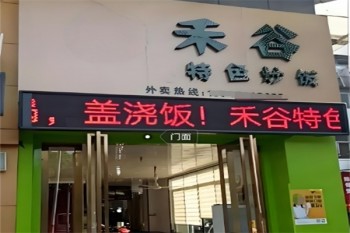 禾谷
特色炒饭
外卖热线:
，盖浇饭！禾谷特色
门面